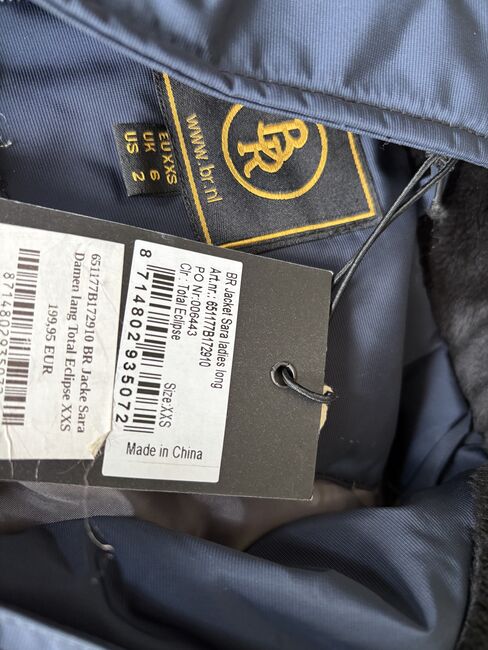 BR
www.br.nl
EU XXS
UK 6
US 2
BR Jacket Sara ladies long
Art.nr.: 651177B172910
PO Nr:006443
Clr : Total Eclipse
8 714802 935072
Size:XXS
Made in China
651177B172910 BR Jacke Sara
Damen lang Total Eclipse XXS
199,95 EUR